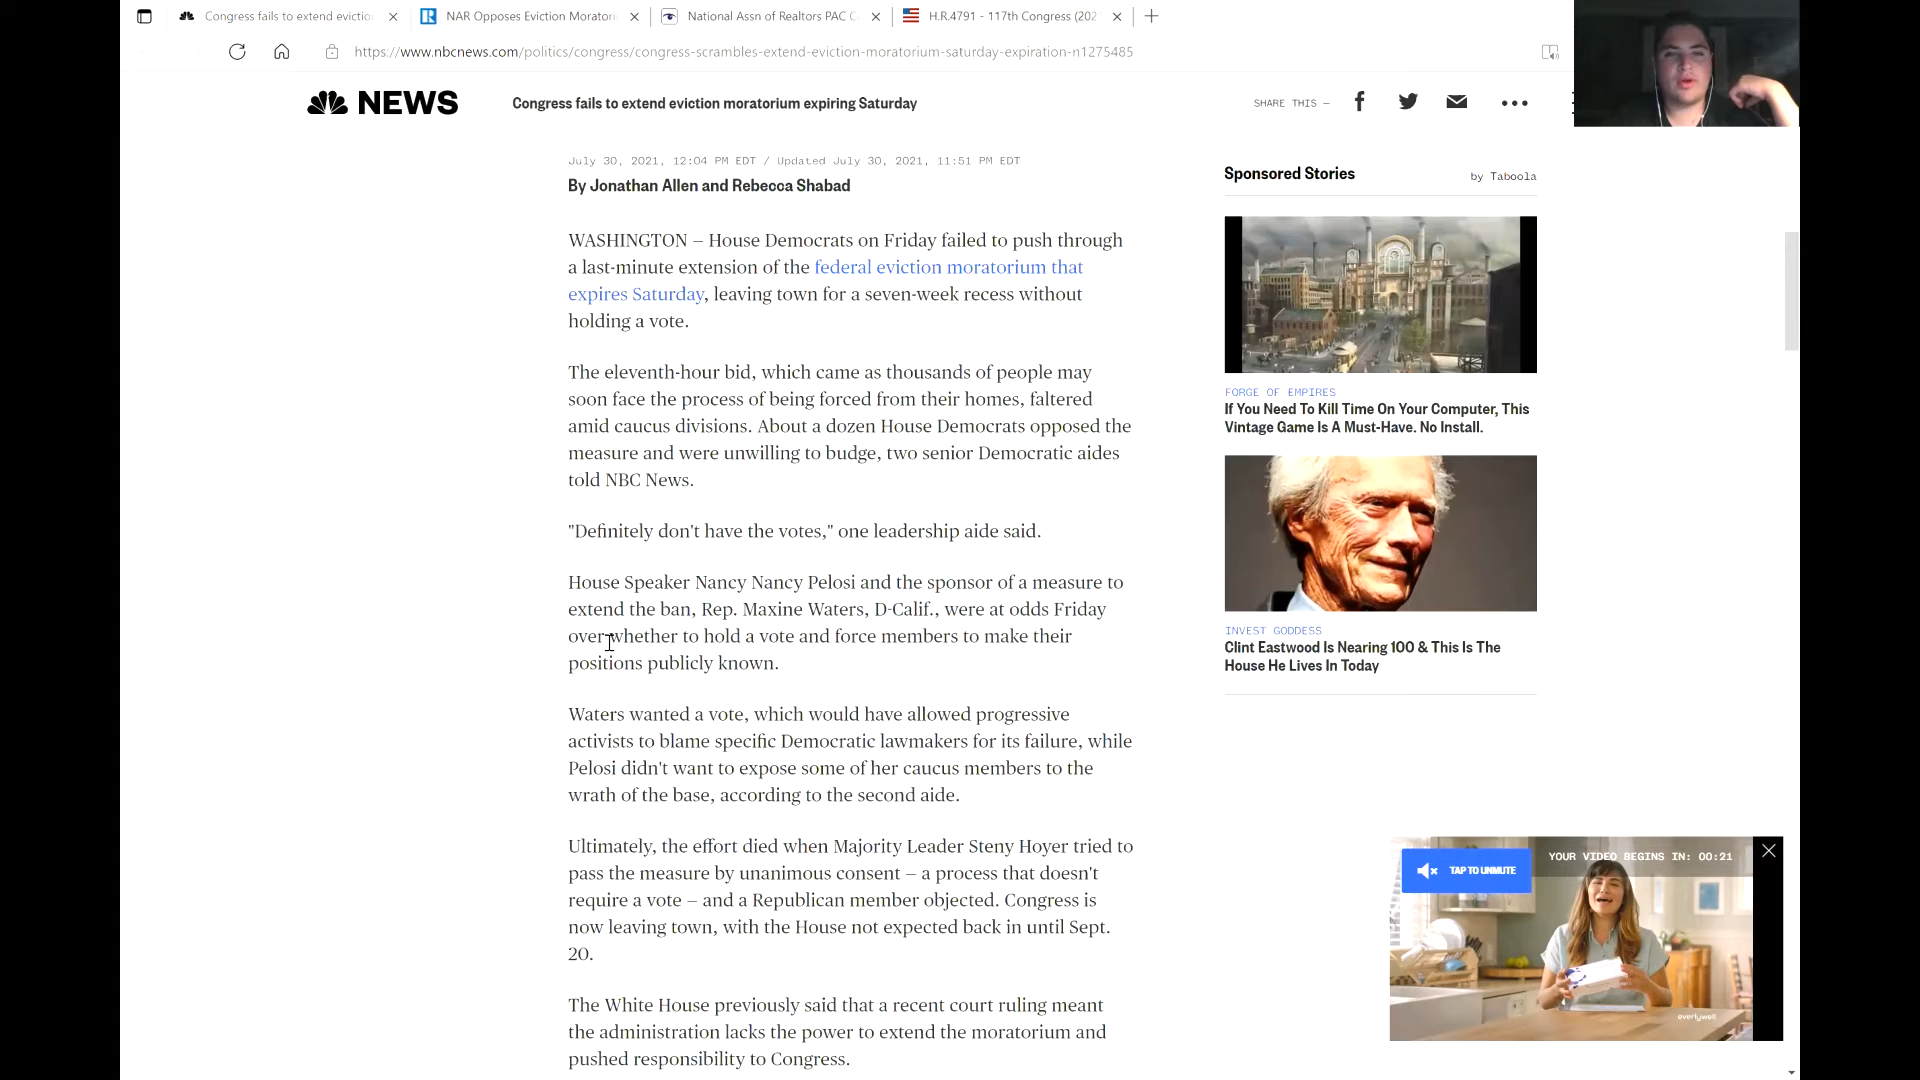 Congress fails to extend eviction
NAR Opposes Eviction Moratori
National Assn of Realtors PAC C
H.R.4791 - 117th Congress (202
https://www.nbcnews.com/politics/congress/congress-scrambles-extend-eviction-moratorium-saturday-expiration-n1275485
NEWS
Congress fails to extend eviction moratorium expiring Saturday
SHARE THIS —
July 30, 2021, 12:04 PM EDT / Updated July 30, 2021, 11:51 PM EDT
By Jonathan Allen and Rebecca Shabad
WASHINGTON — House Democrats on Friday failed to push through
a last-minute extension of the federal eviction moratorium that
expires Saturday, leaving town for a seven-week recess without
holding a vote.
The eleventh-hour bid, which came as thousands of people may
soon face the process of being forced from their homes, faltered
amid caucus divisions. About a dozen House Democrats opposed the
measure and were unwilling to budge, two senior Democratic aides
told NBC News.
"Definitely don't have the votes," one leadership aide said.
House Speaker Nancy Nancy Pelosi and the sponsor of a measure to
extend the ban, Rep. Maxine Waters, D-Calif., were at odds Friday
over whether to hold a vote and force members to make their
positions publicly known.
Waters wanted a vote, which would have allowed progressive
activists to blame specific Democratic lawmakers for its failure, while
Pelosi didn't want to expose some of her caucus members to the
wrath of the base, according to the second aide.
Ultimately, the effort died when Majority Leader Steny Hoyer tried to
pass the measure by unanimous consent — a process that doesn't
require a vote — and a Republican member objected. Congress is
now leaving town, with the House not expected back in until Sept.
20.
The White House previously said that a recent court ruling meant
the administration lacks the power to extend the moratorium and
pushed responsibility to Congress.
Sponsored Stories
by Taboola
FORGE OF EMPIRES
If You Need To Kill Time On Your Computer, This
Vintage Game Is A Must-Have. No Install.
INVEST GODDESS
Clint Eastwood Is Nearing 100 & This Is The
House He Lives In Today
TAP TO UNMUTE
YOUR VIDEO BEGINS IN: 00:21
everlywell